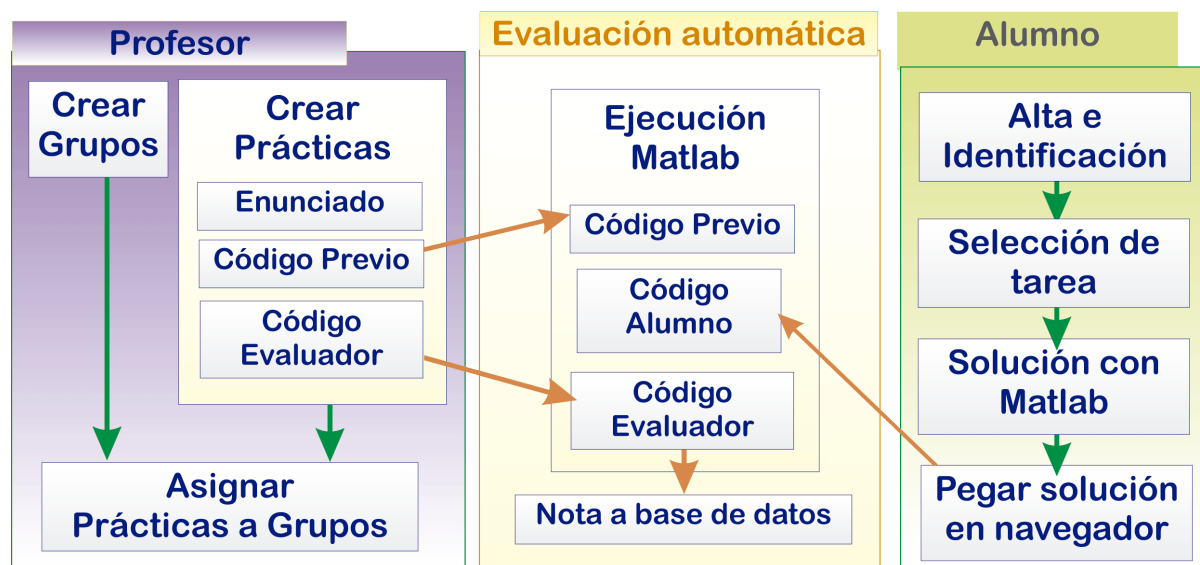 Profesor
Crear
Grupos
Crear
Prácticas
Enunciado
Código Previo
Código
Evaluador
Asignar
Prácticas a Grupos
Evaluación automática
Ejecución
Matlab
Código Previo
Código
Alumno
Código
Evaluador
Nota a base de datos
Alumno
Alta e
Identificación
Selección de
tarea
Solución con
Matlab
Pegar solución
en navegador